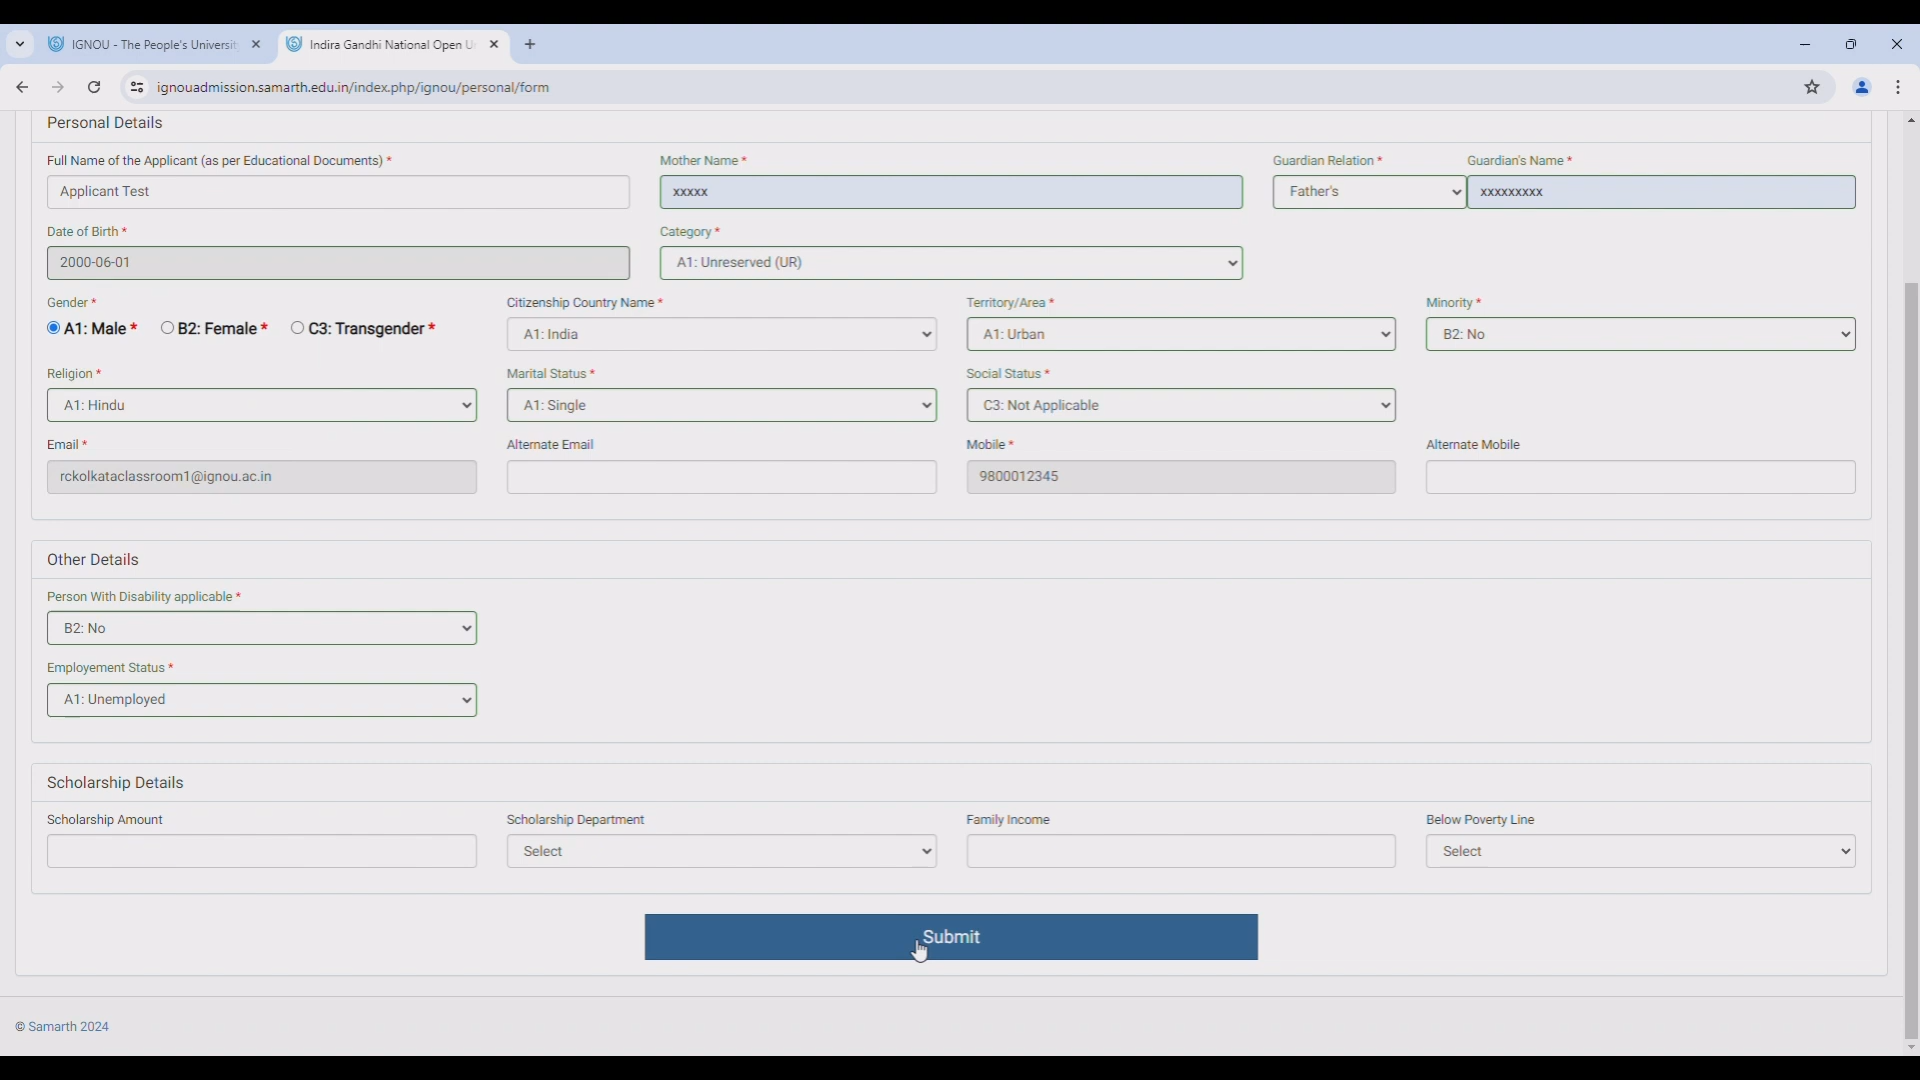 IGNOU - The People's Universit
Indira Gandhi National Open U
ignouadmission.samarth.edu.in/index.php/ignou/personal/form
Personal Details
Full Name of the Applicant (as per Educational Documents) * Mother Name * Guardian Relation * Guardian's Name *
Applicant Test xxxxx Father's xxxxxxxxx
Date of Birth * Category *
2000-06-01 A1: Unreserved (UR)
Gender * Citizenship Country Name * Territory/Area * Minority *
A1: Male * B2: Female * C3: Transgender * A1: India A1: Urban B2: No
Religion * Marital Status * Social Status *
A1: Hindu A1: Single C3: Not Applicable
Email * Alternate Email Mobile * Alternate Mobile
rckolkataclassroom1@ignou.ac.in 9800012345
Other Details
Person With Disability applicable *
B2: No
Employement Status *
A1: Unemployed
Scholarship Details
Scholarship Amount Scholarship Department Family Income Below Poverty Line
Select Select
Submit
© Samarth 2024